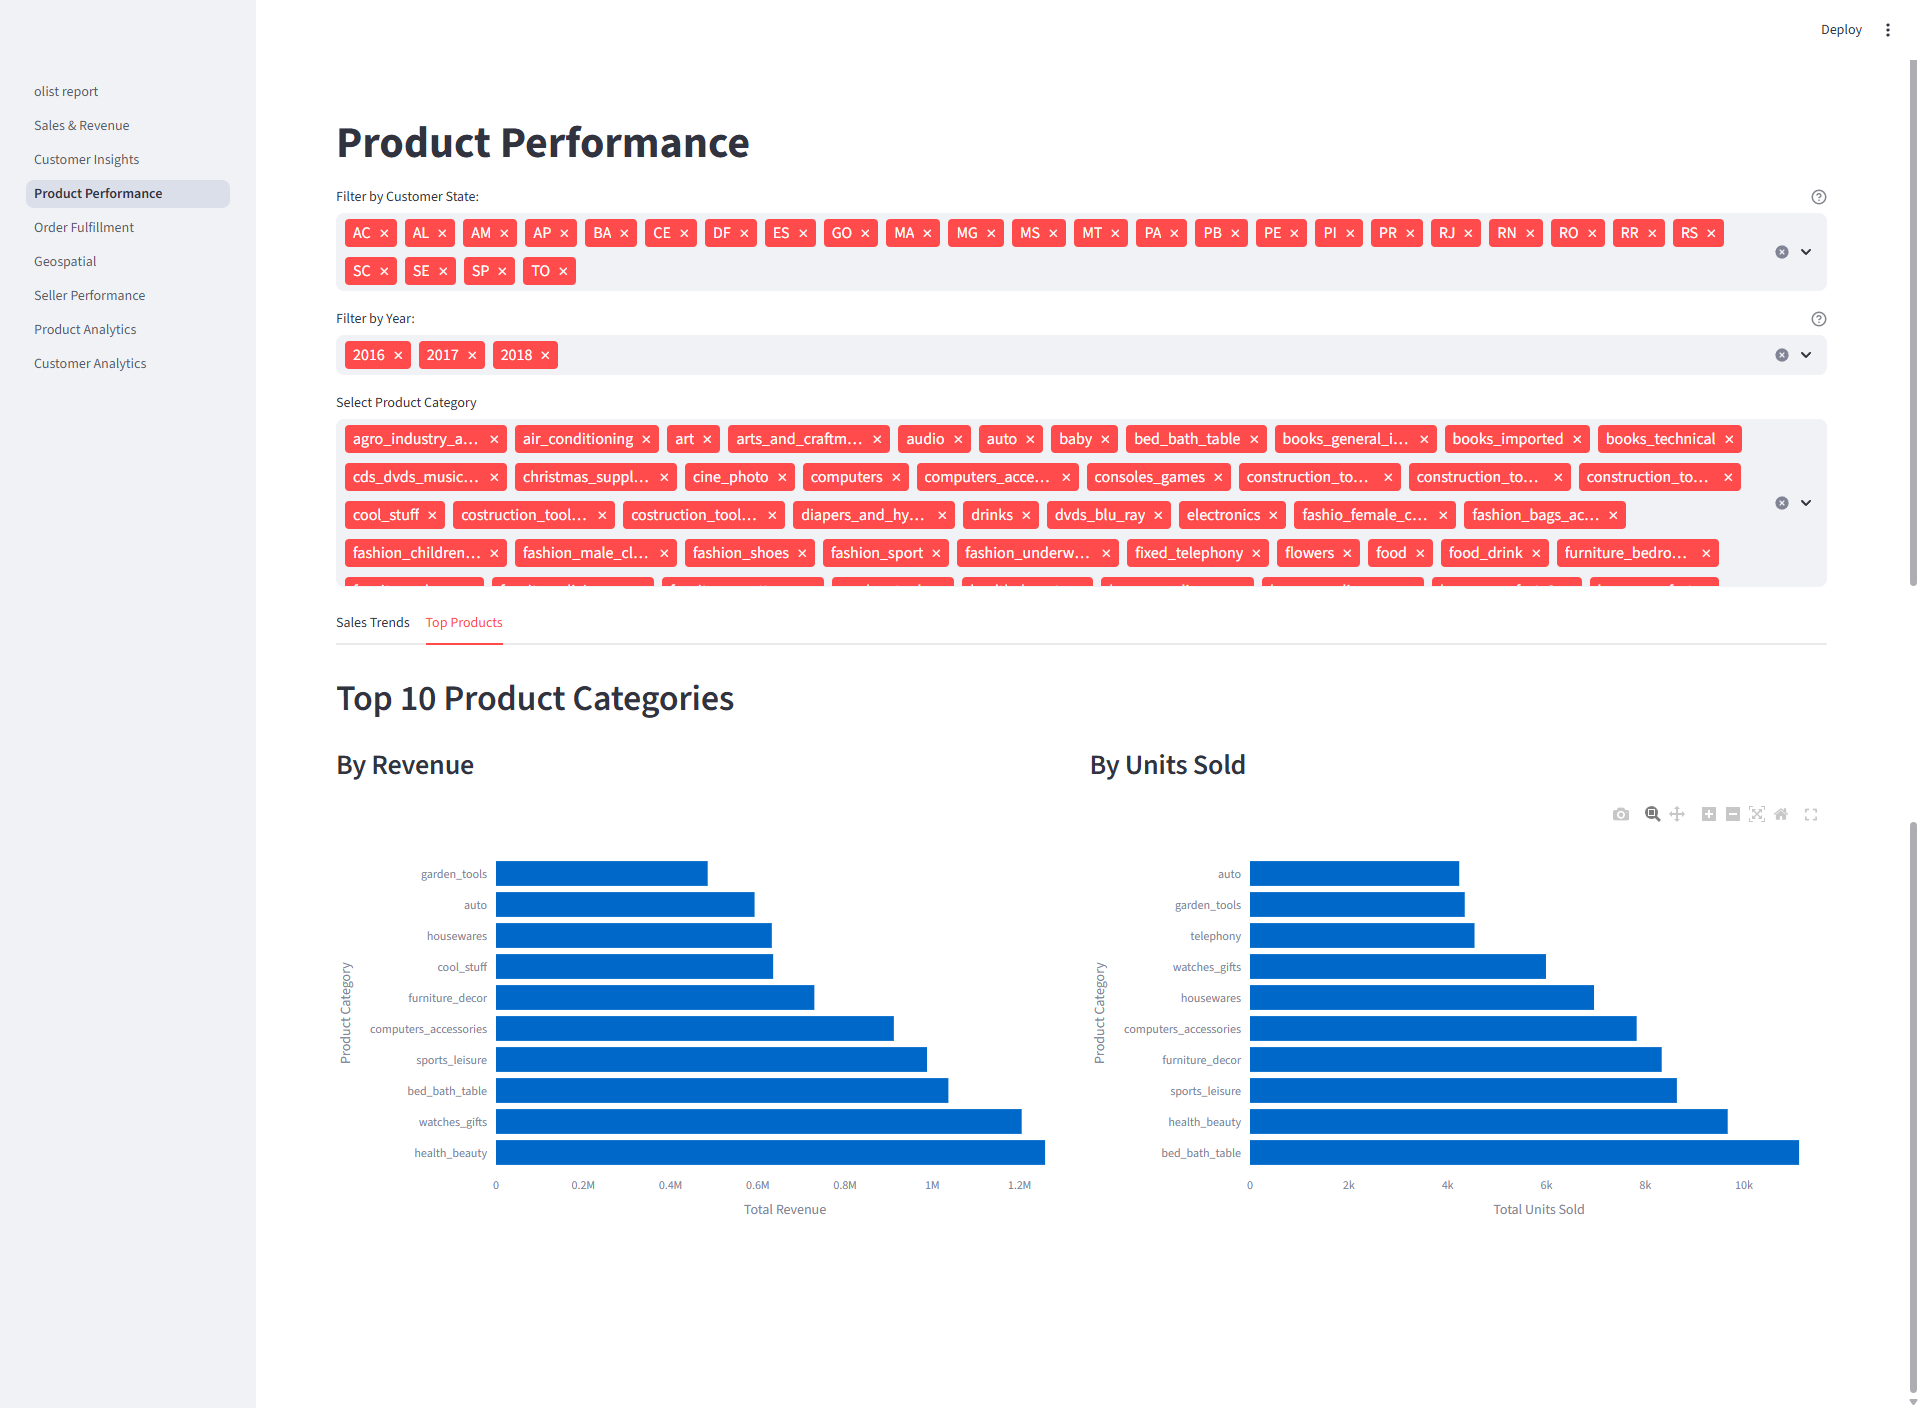 Deploy
olist report
Sales & Revenue
Customer Insights
Product Performance
Order Fulfillment
Geospatial
Seller Performance
Product Analytics
Customer Analytics
Product Performance
Filter by Customer State:
AC AL AM AP BA CE DF ES GO MA MG MS MT PA PB PE PI PR RJ RN RO RR RS
SC SE SP TO
Filter by Year:
2016 2017 2018
Select Product Category
agro_industry_a... air_conditioning art arts_and_craftm... audio auto baby bed_bath_table books_general_i... books_imported books_technical
cds_dvds_music... christmas_suppl... cine_photo computers computers_acce... consoles_games construction_to... construction_to... construction_to...
cool_stuff costruction_tool... costruction_tool... diapers_and_hy... drinks dvds_blu_ray electronics fashio_female_c... fashion_bags_ac...
fashion_children... fashion_male_cl... fashion_shoes fashion_sport fashion_underw... fixed_telephony flowers food food_drink furniture_bedro...
Sales Trends Top Products
Top 10 Product Categories
By Revenue
Product Category
garden_tools
auto
housewares
cool_stuff
furniture_decor
computers_accessories
sports_leisure
bed_bath_table
watches_gifts
health_beauty
0 0.2M 0.4M 0.6M 0.8M 1M 1.2M
Total Revenue
By Units Sold
Product Category
auto
garden_tools
telephony
watches_gifts
housewares
computers_accessories
furniture_decor
sports_leisure
health_beauty
bed_bath_table
0 2k 4k 6k 8k 10k
Total Units Sold